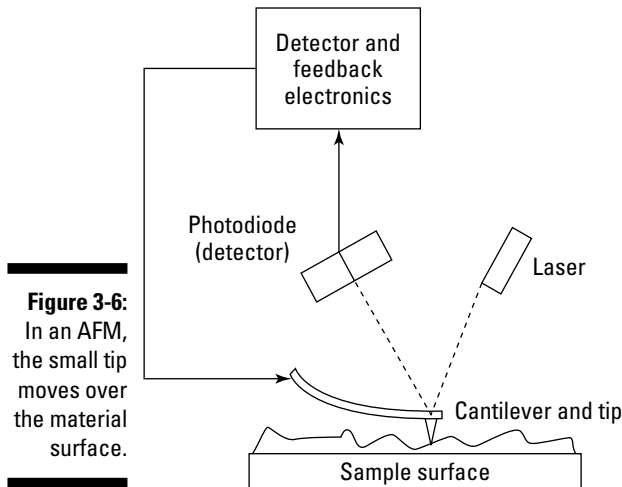 Detector and
feedback
electronics
Photodiode
(detector)
Laser
Figure 3-6:
In an AFM,
the small tip
moves over
the material
surface.
Cantilever and tip
Sample surface